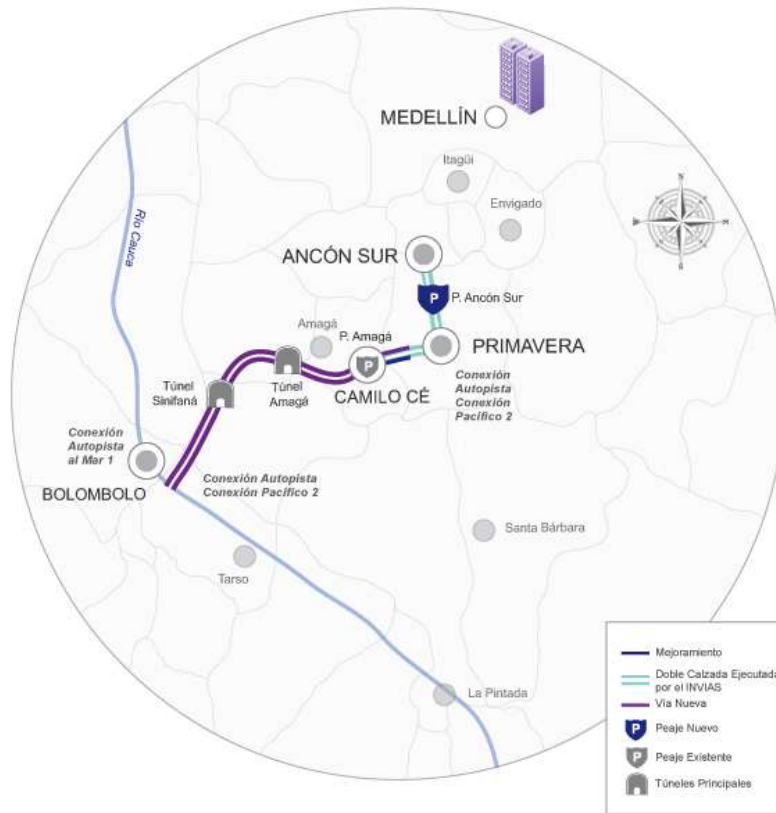 MEDELLÍN
Itagüi
Envigado
N
Río Cauca
ANCÓN SUR
P
P. Ancón Sur
Amagá
P. Amagá
PRIMAVERA
P
CAMILO CÉ
Conexión
Autopista
Conexión
Pacífico 2
Túnel
Sinifaná
Túnel
Amagá
Conexión
Autopista
al Mar 1
BOLOMBOLO
Conexión Autopista
Conexión Pacífico 2
Santa Bárbara
Tarso
La Pintada
Mejoramiento
Doble Calzada Ejecutada
por el INVIAS
Vía Nueva
P
Peaje Nuevo
P
Peaje Existente
Túneles Principales